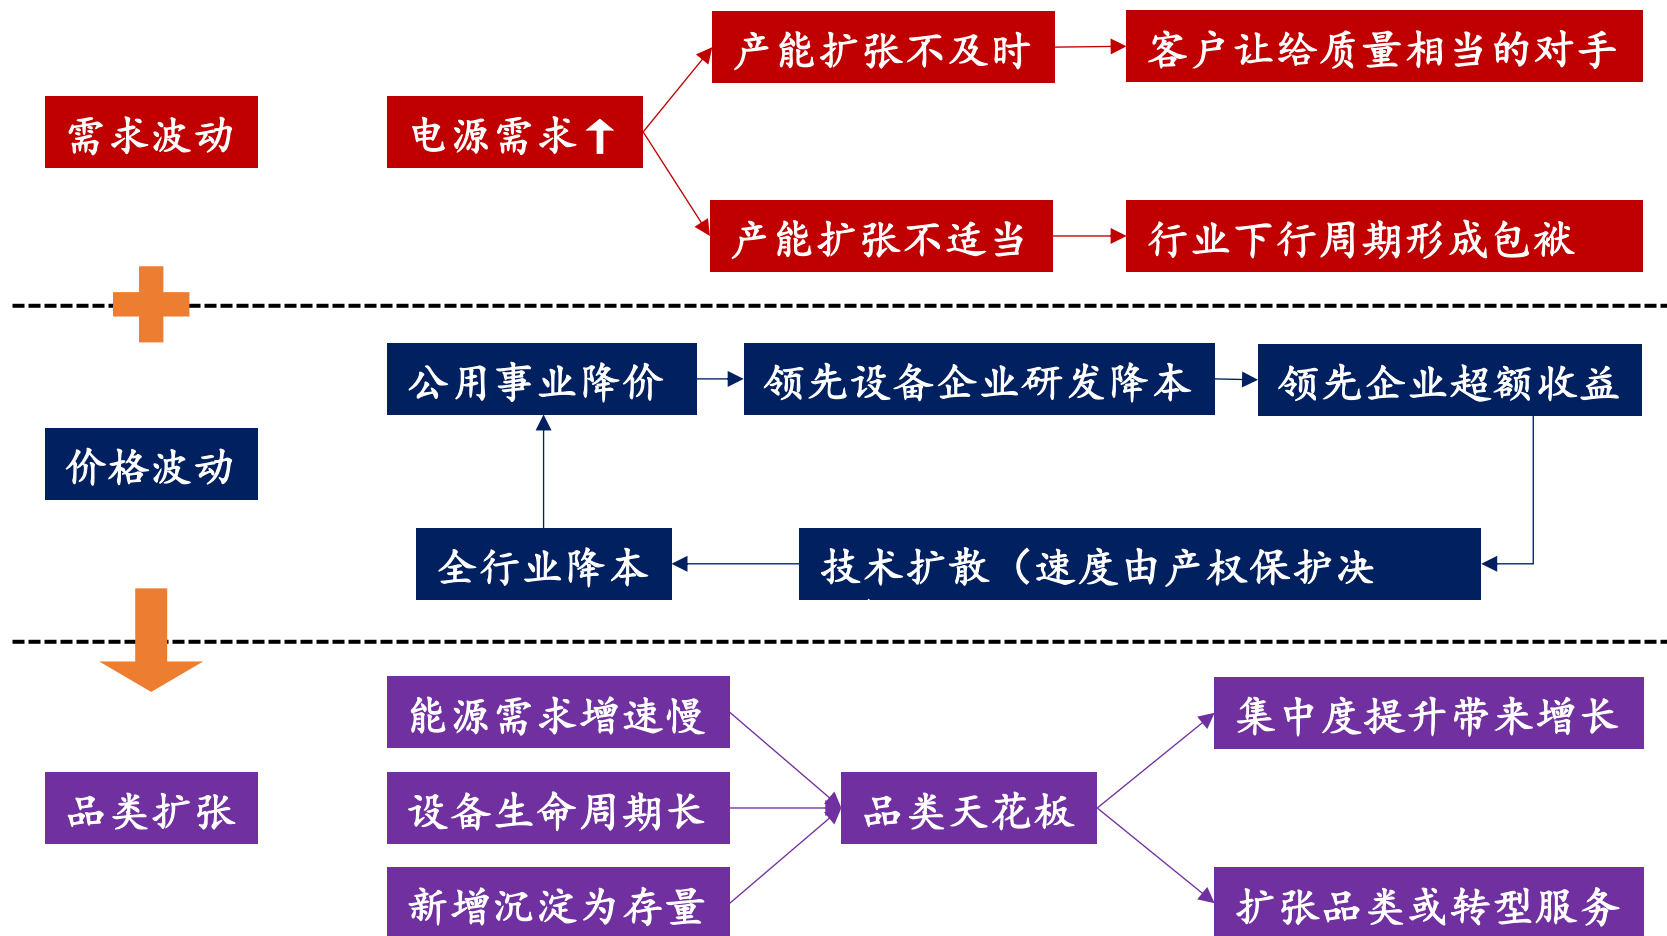 产能扩张不及时
客户让给质量相当的对手
需求波动
电源需求↑
产能扩张不适当
行业下行周期形成包袱
公用事业降价
领先设备企业研发降本
领先企业超额收益
价格波动
全行业降本
技术扩散（速度由产权保护决
能源需求增速慢
集中度提升带来增长
品类扩张
设备生命周期长
品类天花板
新增沉淀为存量
扩张品类或转型服务